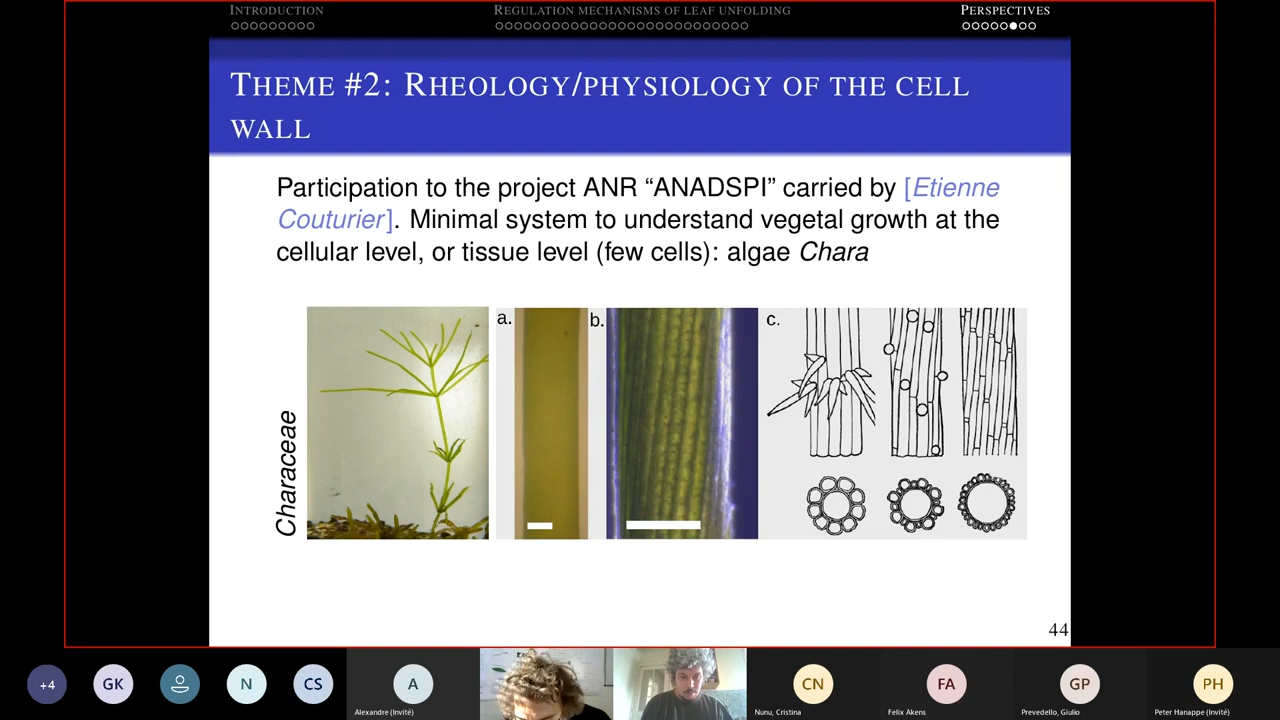 INTRODUCTION
REGULATION MECHANISMS OF LEAF UNFOLDING
PERSPECTIVES
THEME #2: RHEOLOGY/PHYSIOLOGY OF THE CELL
WALL
Participation to the project ANR “ANADSPI” carried by [Etienne
Couturier]. Minimal system to understand vegetal growth at the
cellular level, or tissue level (few cells): algae Chara
Characeae
a.
b.
c.
44
+4
GK
N
CS
A
Alexandre (Invité)
CN
Nunu, Cristina
FA
Felix Akens
GP
Prevedello, Giulio
PH
Peter Hanappe (Invité)